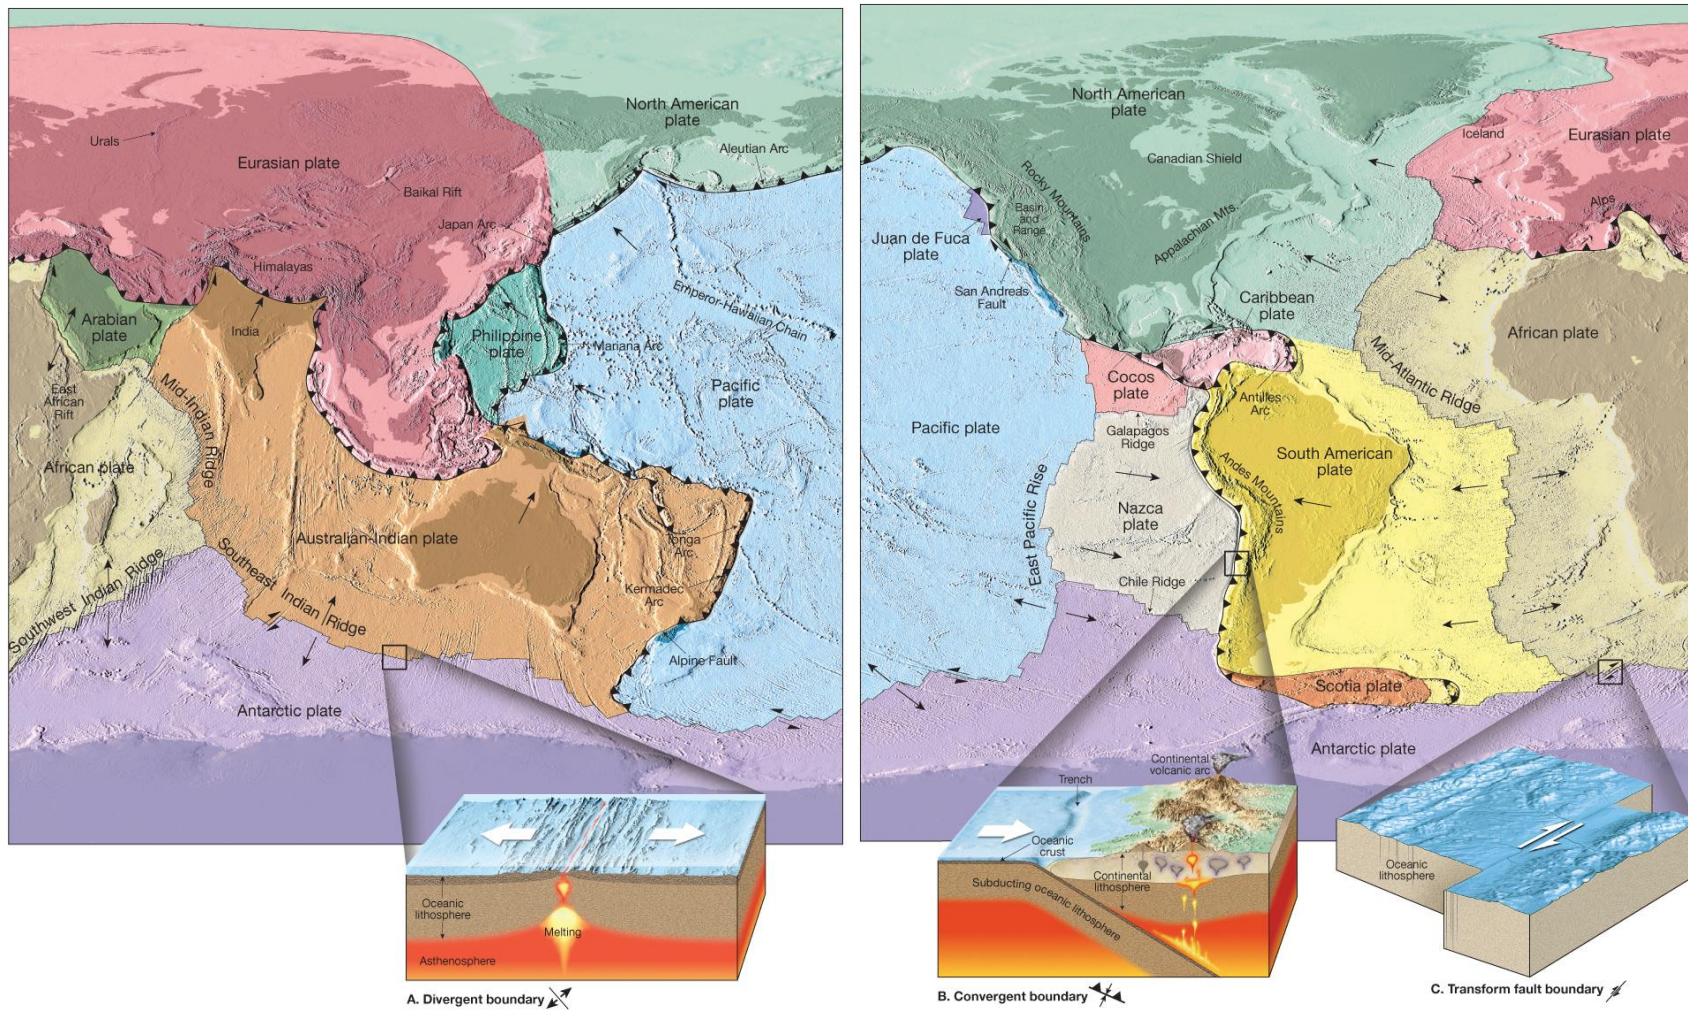 North American
plate
Urals
Eurasian plate
Aleutian Arc
Baikal Rift
Japan Arc
Himalayas
Emperor-Hawaiian Chain
Arabian
plate
India
Philippine
plate
Mariana Arc
Pacific
plate
East
African
Rift
Mid-Indian Ridge
African plate
Australian-Indian plate
Tonga
Arc
Kermadec
Arc
Southwest Indian Ridge
Southeast Indian Ridge
Alpine Fault
Antarctic plate
Oceanic
lithosphere
Melting
Asthenosphere
A. Divergent boundary
North American
plate
Iceland
Eurasian plate
Canadian Shield
Rocky Mountains
Basin
and
Range
Alps
Appalachian Mts.
Juan de Fuca
plate
San Andreas
Fault
Caribbean
plate
African plate
Mid-Atlantic Ridge
Cocos
plate
Antilles
Arc
Pacific plate
Galapagos
Ridge
South American
plate
Andes Mountains
East Pacific Rise
Nazca
plate
Chile Ridge
Scotia plate
Antarctic plate
Continental
volcanic arc
Trench
Oceanic
crust
Continental
lithosphere
Subducting oceanic lithosphere
B. Convergent boundary
Oceanic
lithosphere
C. Transform fault boundary